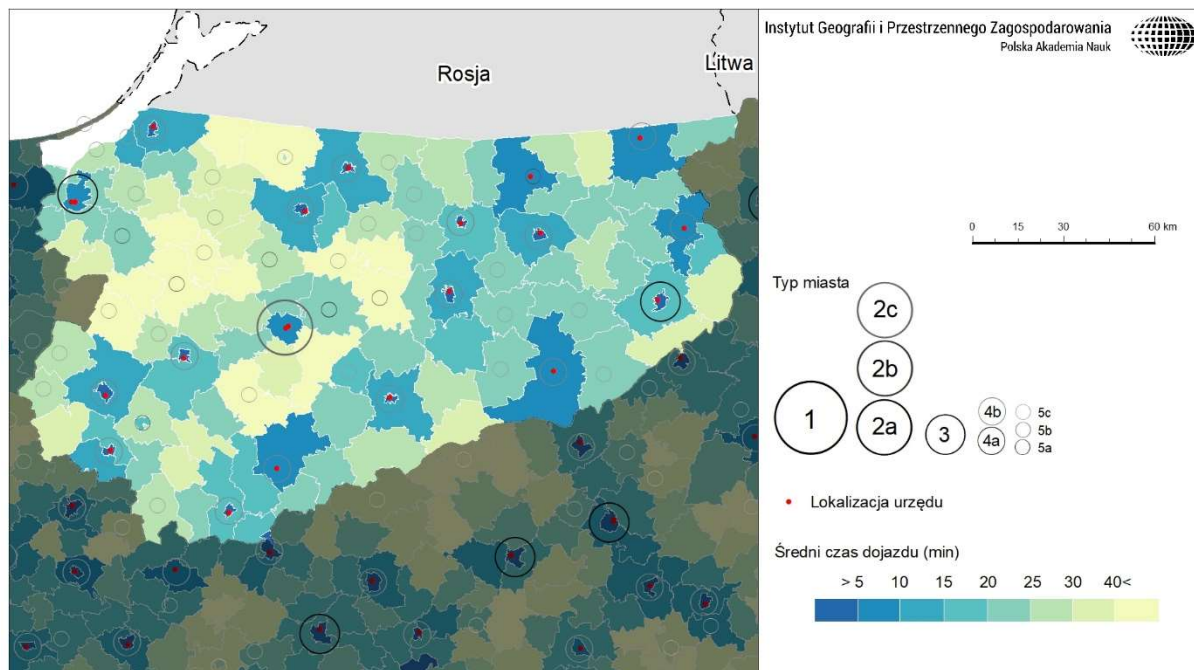 Instytut Geografii i Przestrzennego Zagospodarowania
Polska Akademia Nauk
Rosja
Litwa
0 15 30 60 km
Typ miasta
2c
2b
1
2a
3
4b
4a
5c
5b
5a
Lokalizacja urzędu
Średni czas dojazdu (min)
> 5 10 15 20 25 30 40<